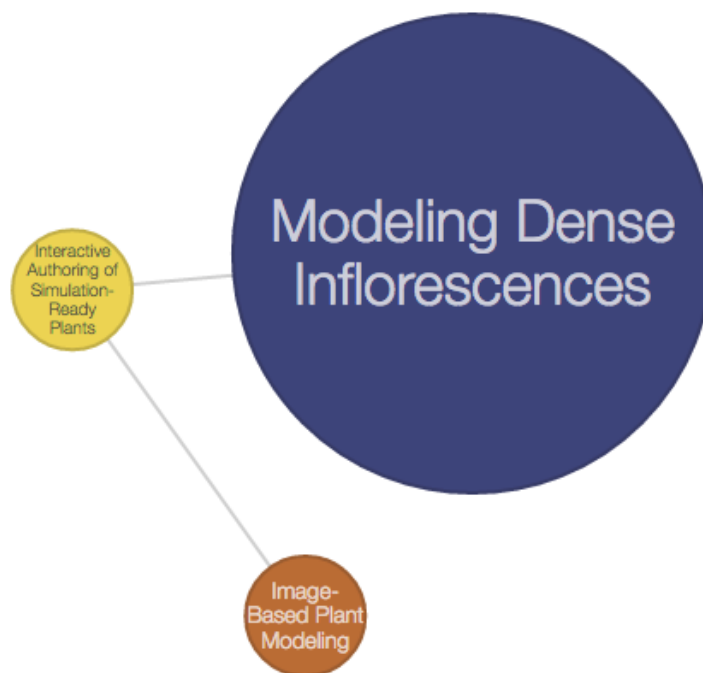 Modeling Dense
Inflorescences
Interactive
Authoring of
Simulation-
Ready
Plants
Image-
Based Plant
Modeling